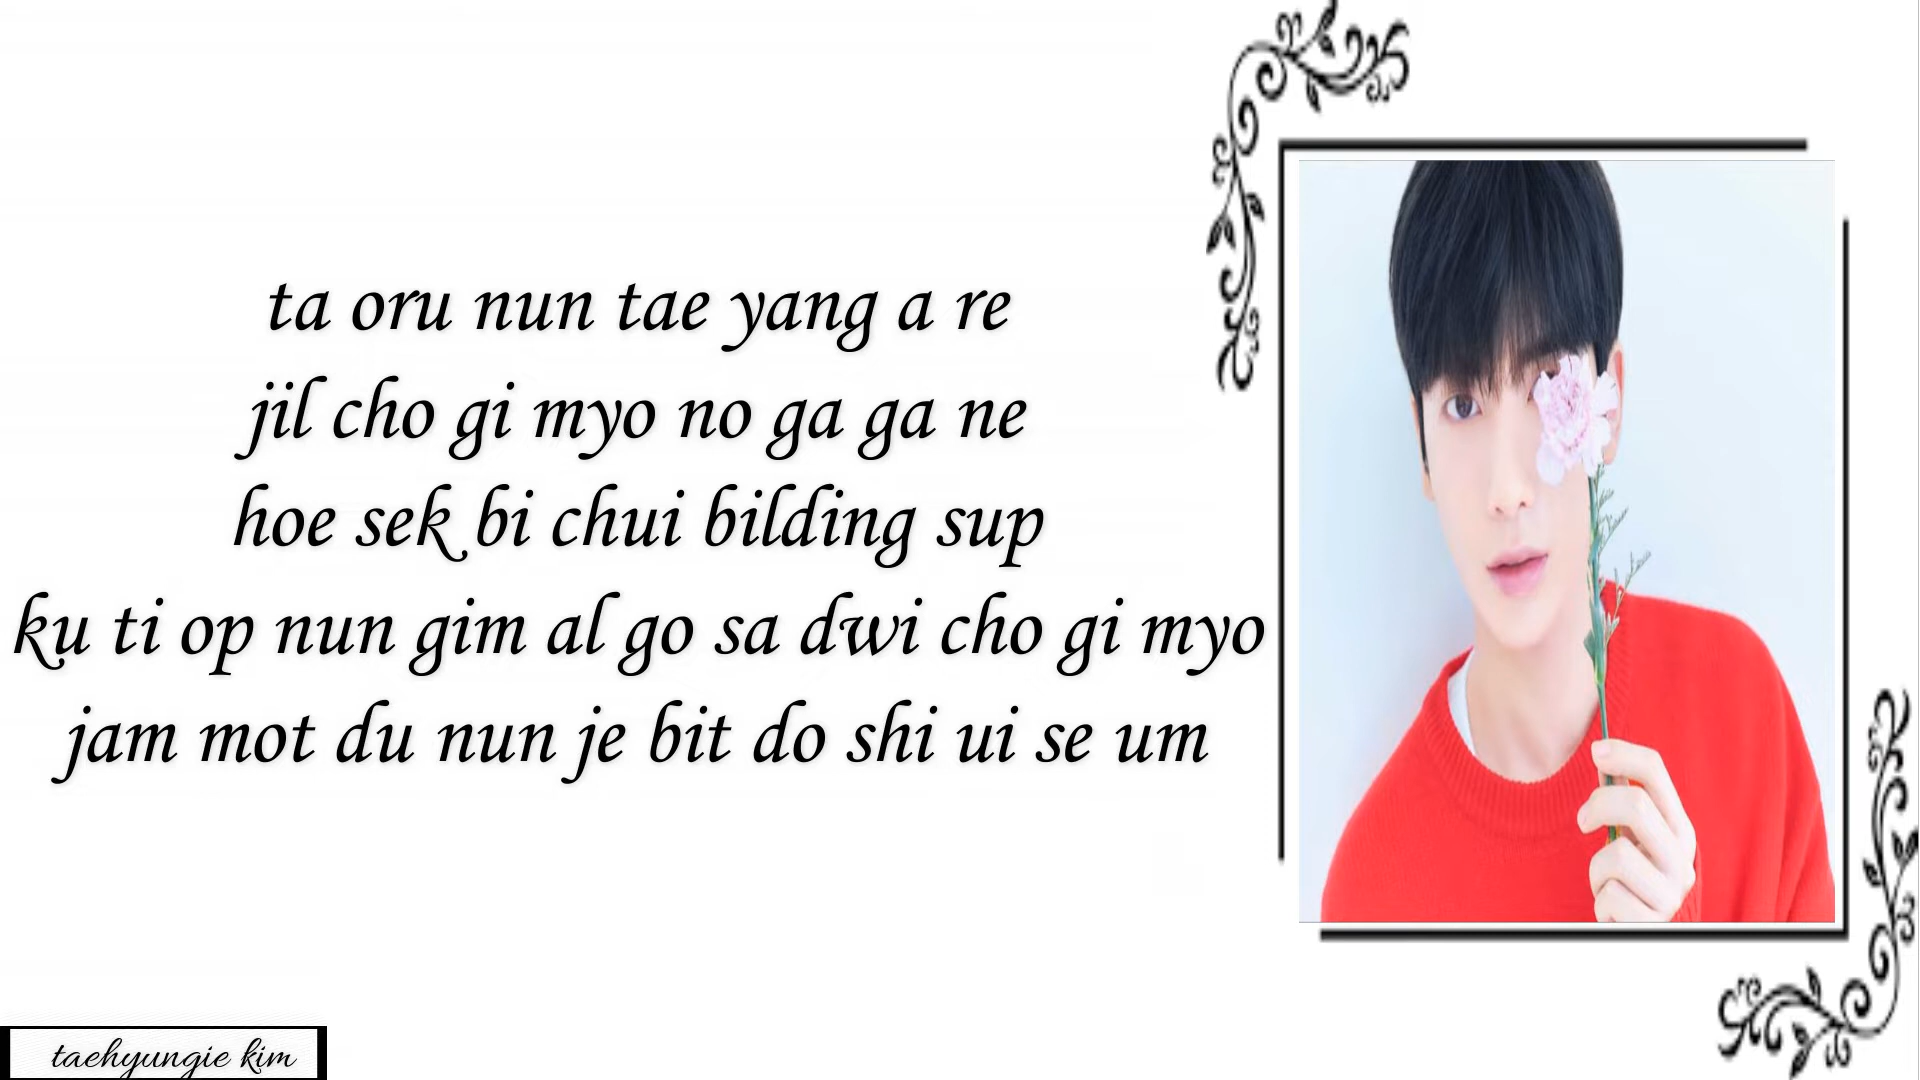 ta oru nun tae yang a re
jil cho gi myo no ga ga ne
hoe sek bi chui bilding sup
ku ti op nun gim al go sa dwi cho gi myo
jam mot du nun je bit do shi ui se um
taehyungie kim